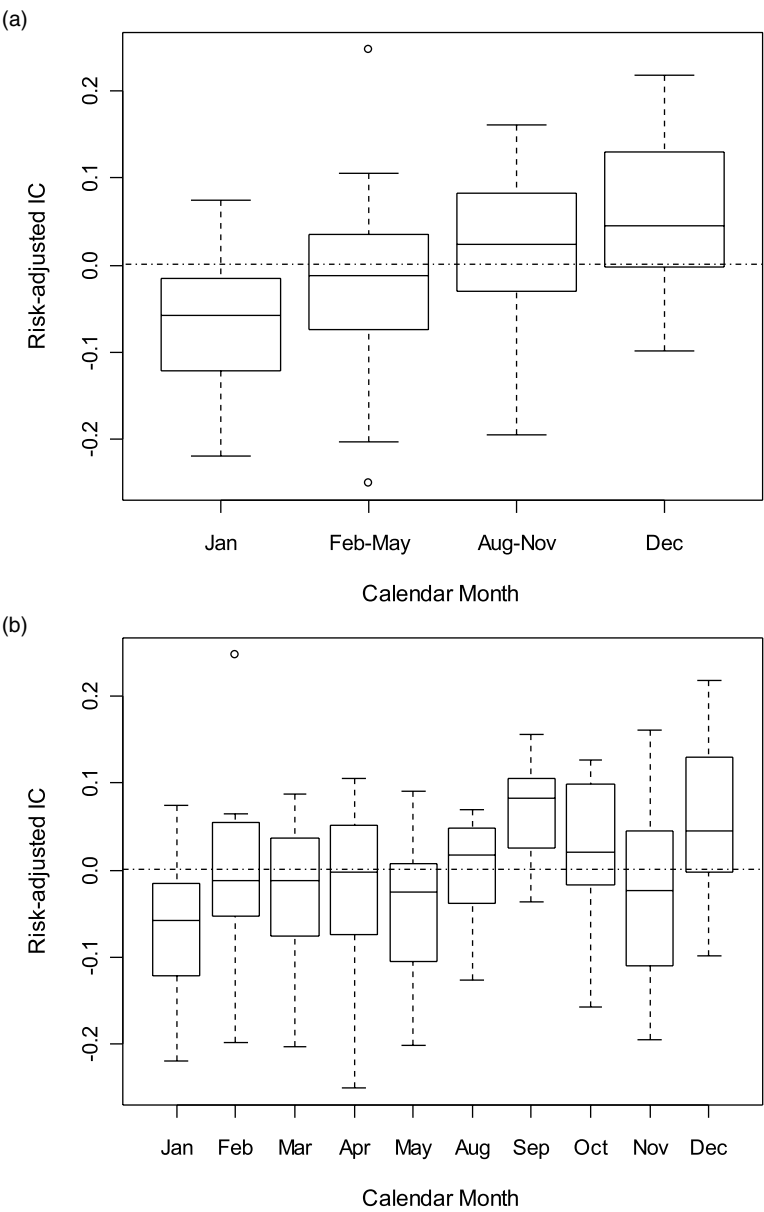 (a)
Risk-adjusted IC
0.2
0.1
0.0
-0.1
-0.2
Jan Feb-May Aug-Nov Dec
Calendar Month
(b)
Risk-adjusted IC
0.2
0.1
0.0
-0.1
-0.2
Jan Feb Mar Apr May Aug Sep Oct Nov Dec
Calendar Month